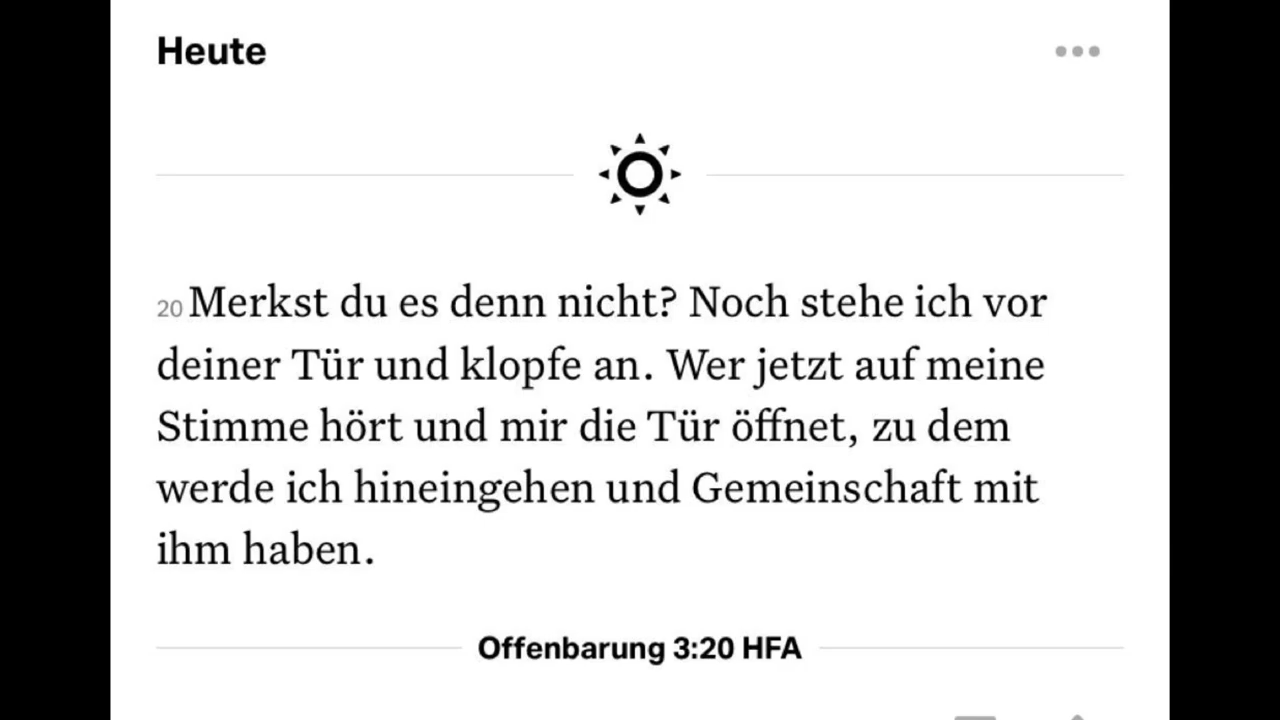 Heute
20 Merkst du es denn nicht? Noch stehe ich vor
deiner Tür und klopfe an. Wer jetzt auf meine
Stimme hört und mir die Tür öffnet, zu dem
werde ich hineingehen und Gemeinschaft mit
ihm haben.
Offenbarung 3:20 HFA